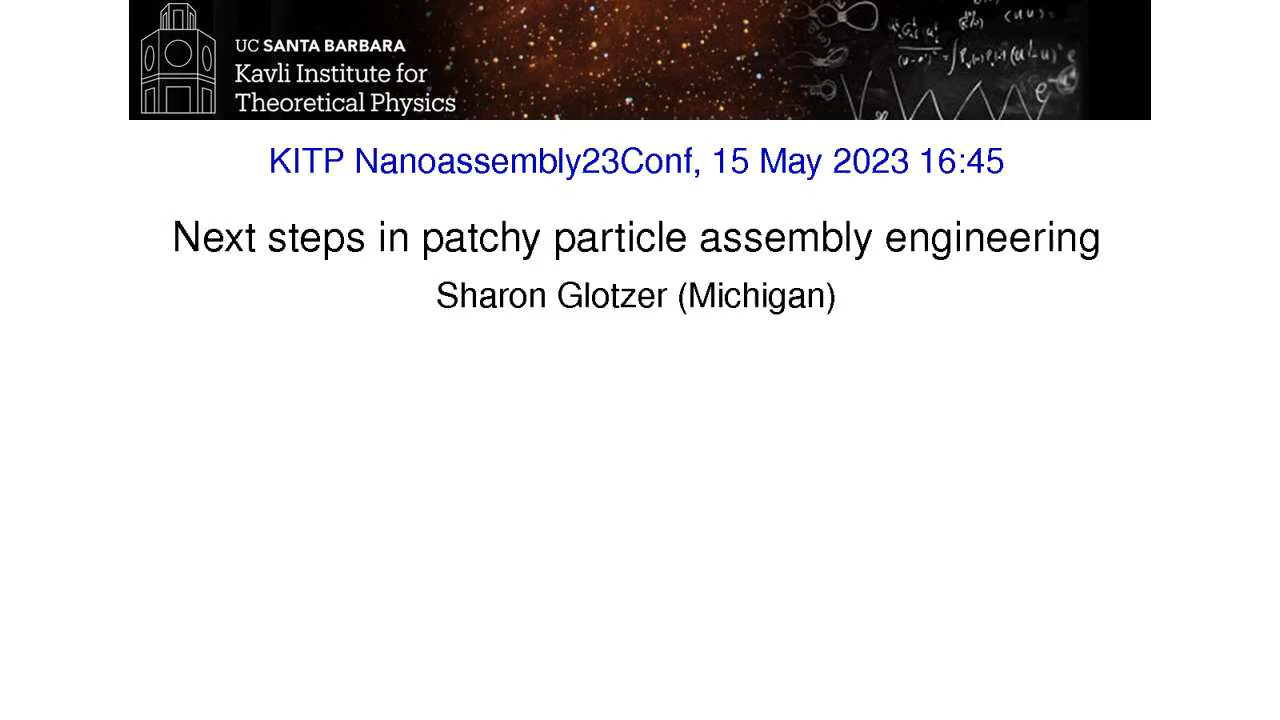 UC SANTA BARBARA
Kavli Institute for
Theoretical Physics
KITP Nanoassembly23Conf, 15 May 2023 16:45
Next steps in patchy particle assembly engineering
Sharon Glotzer (Michigan)